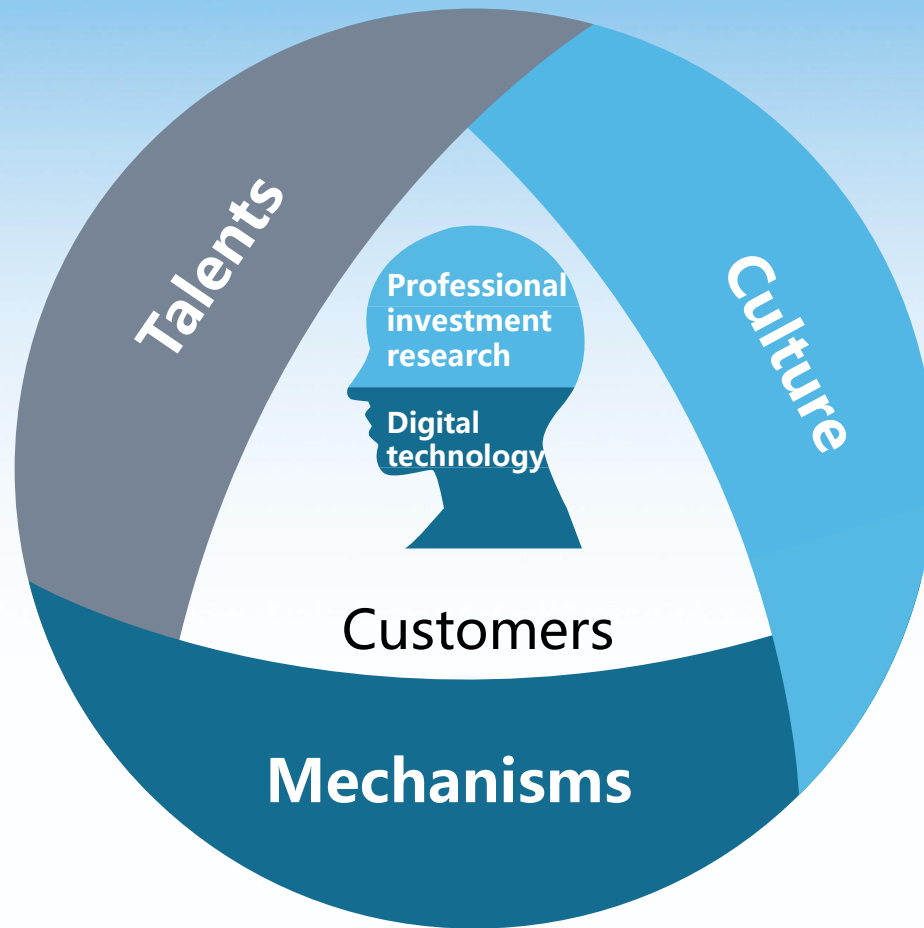 Talents
Culture
Professional
investment
research
Digital
technology
Customers
Mechanisms